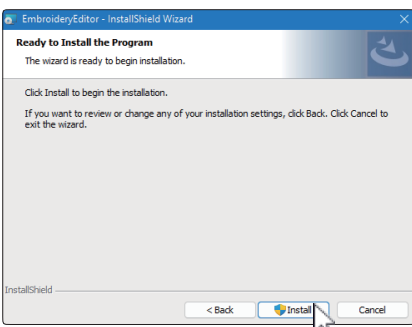 EmbroideryEditor - InstallShield Wizard
Ready to Install the Program
The wizard is ready to begin installation.
Click Install to begin the installation.
If you want to review or change any of your installation settings, click Back. Click Cancel to
exit the wizard.
InstallShield
< Back Install Cancel